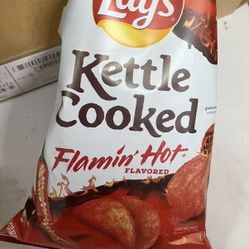 Lay's
Kettle
Cooked
Flamin' Hot
FLAVORED